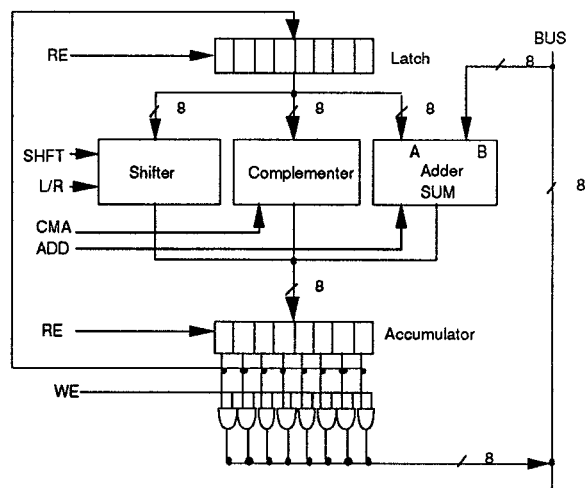 BUS
RE
Latch
8
8
8
8
8
SHFT
L/R
Shifter
Complementer
A
B
Adder
SUM
CMA
ADD
8
RE
Accumulator
WE
8